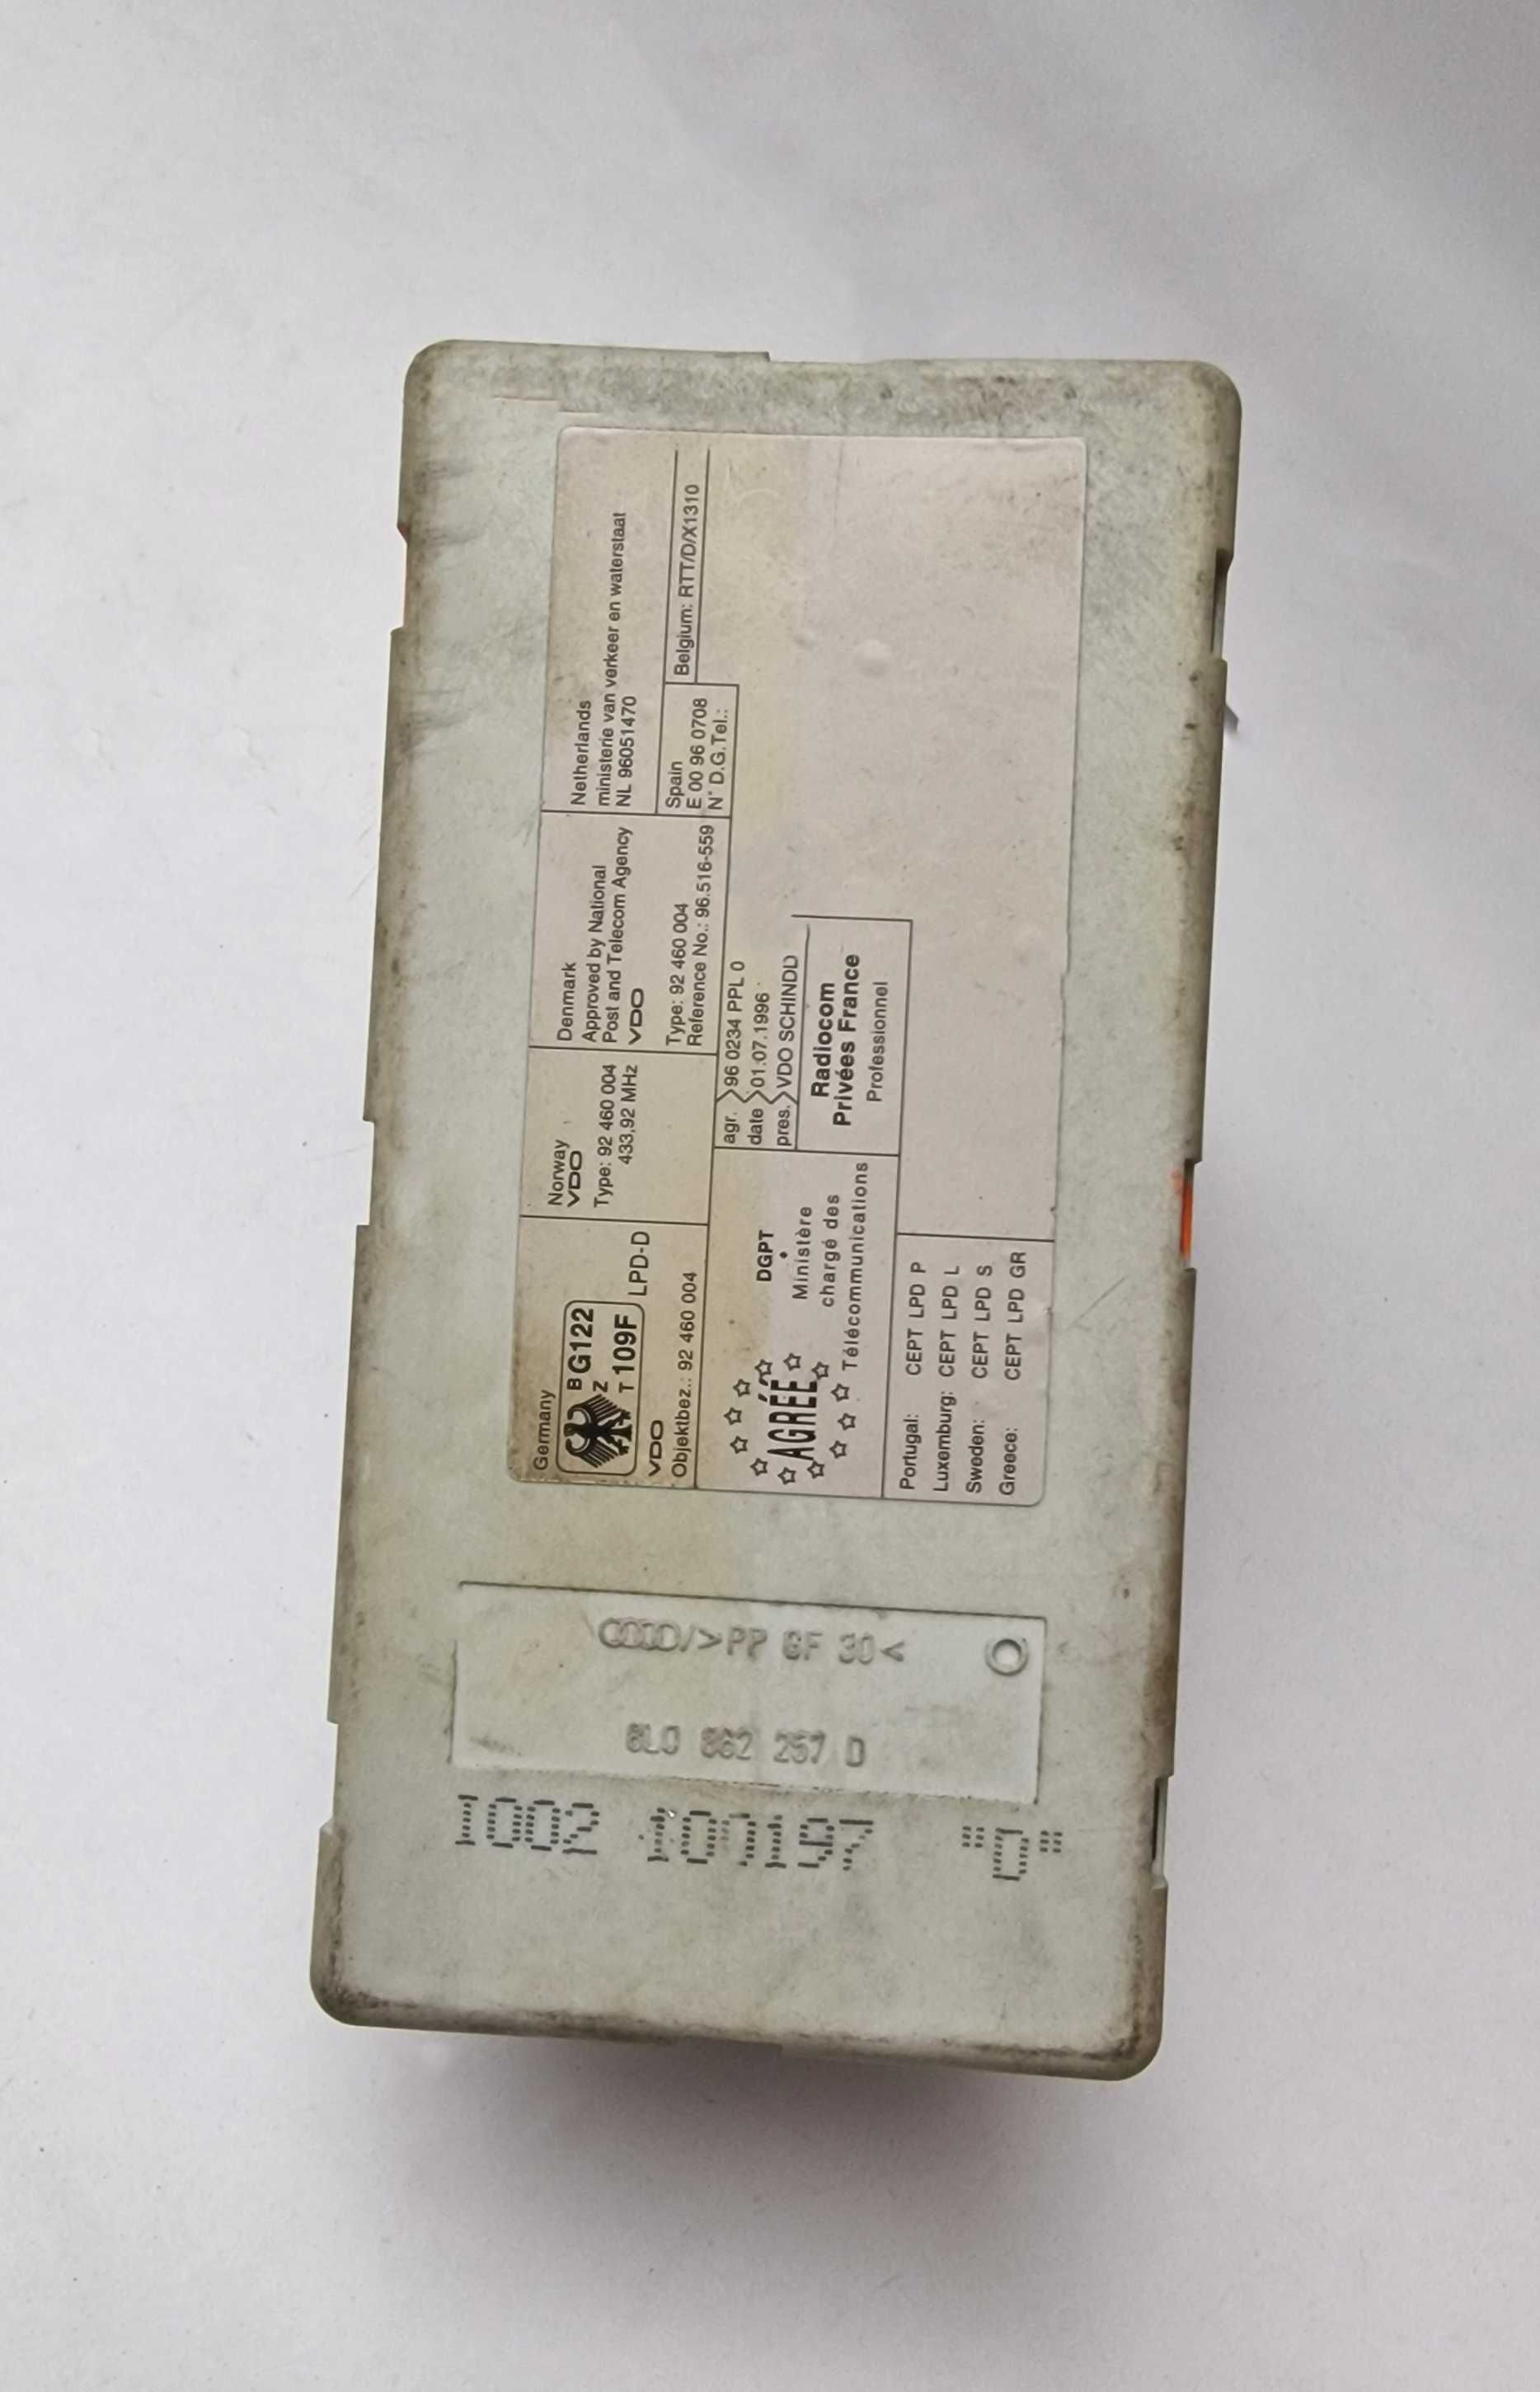 Germany
B G122
Z
T 109F LPD-D
VDO
Objektbez.: 92 460 004
Norway
VDO
Type: 92 460 004
433,92 MHz
Denmark
Approved by National
Post and Telecom Agency
VDO
Type: 92 460 004
Reference No.: 96.516-559
Netherlands
ministerie van verkeer en waterstaat
NL 96051470
Spain
E 00 96 0708
N° D.G.Tel.:
Belgium: RTT/D/X1310
AGRÉÉ
DGPT
Ministère
chargé des
Télécommunications
agr. 96 0234 PPL 0
date 01.07.1996
pres. VDO SCHINDD
Radiocom
Privées France
Professionnel
Portugal: CEPT LPD P
Luxemburg: CEPT LPD L
Sweden: CEPT LPD S
Greece: CEPT LPD GR
/>PP GF 30<
8L0 862 257 D